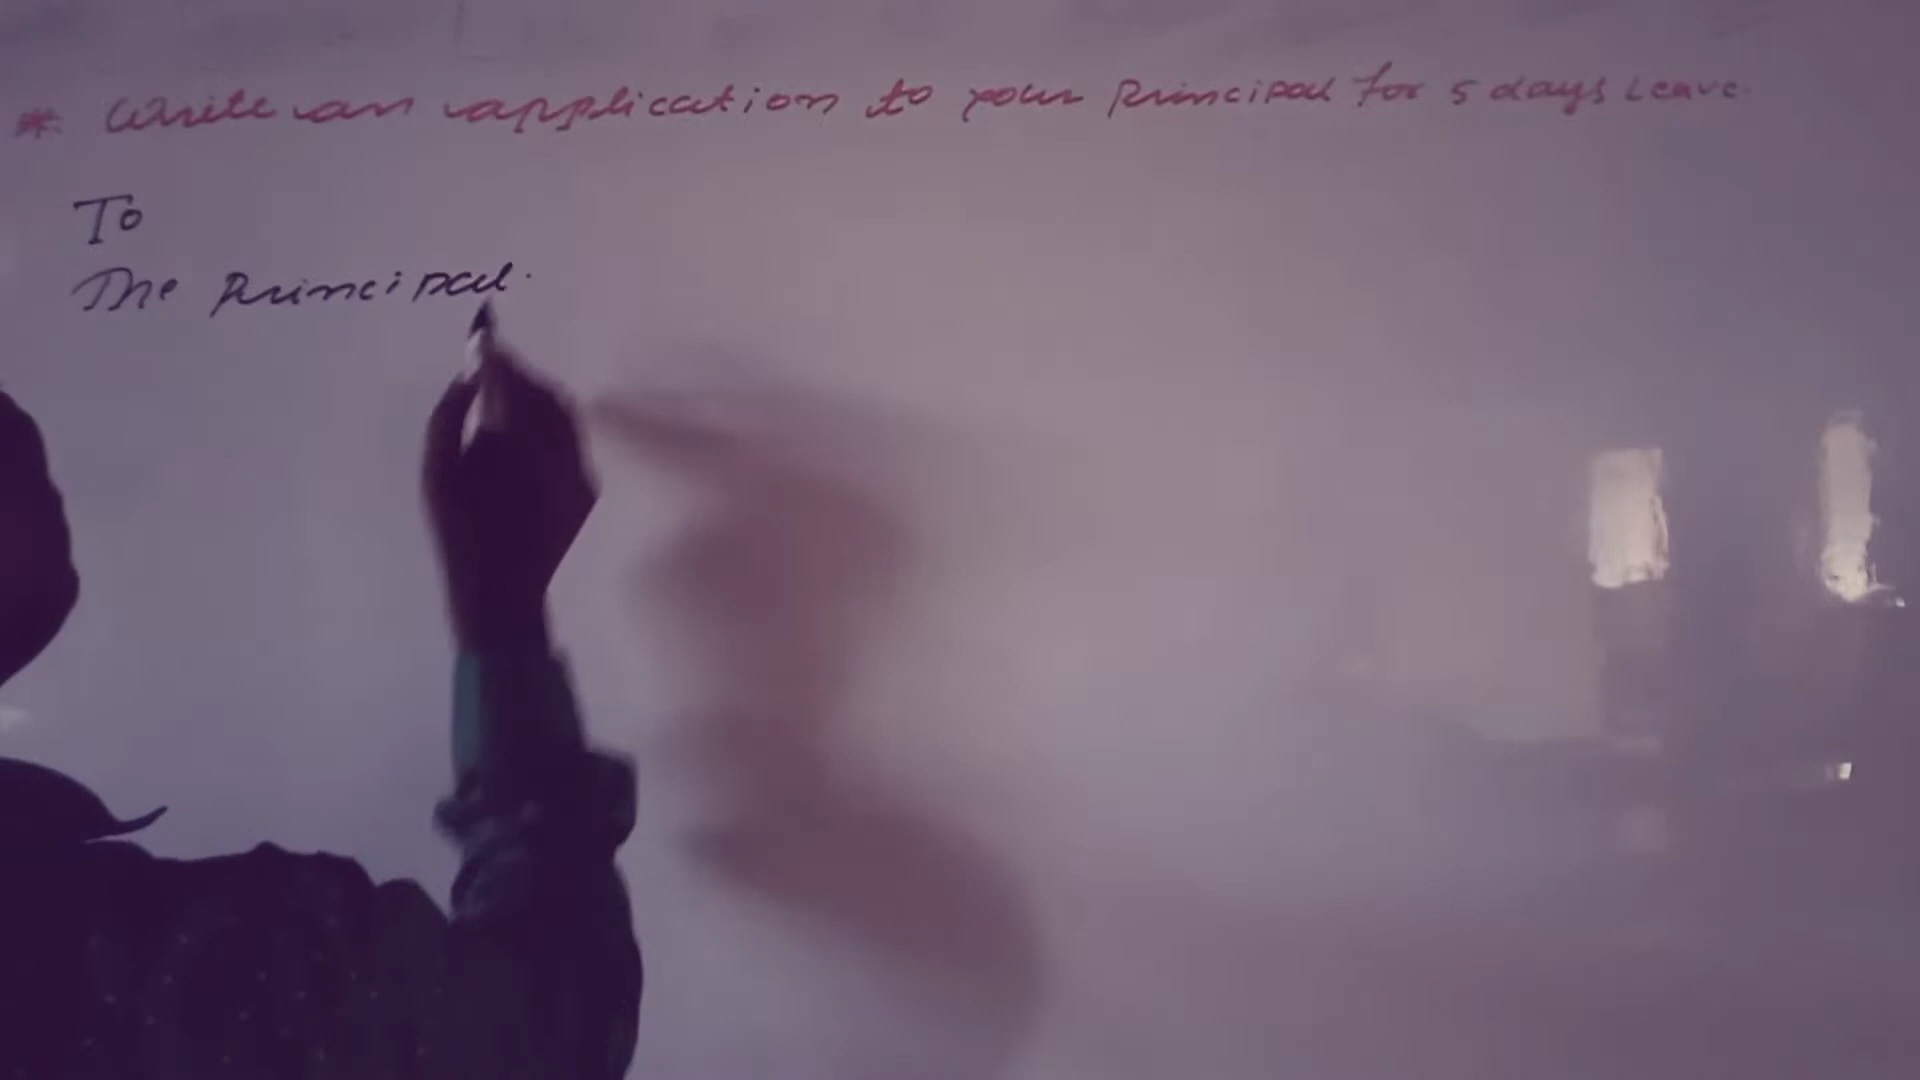 * Write an application to your Principal for 5 days Leave.
To
The Principal.